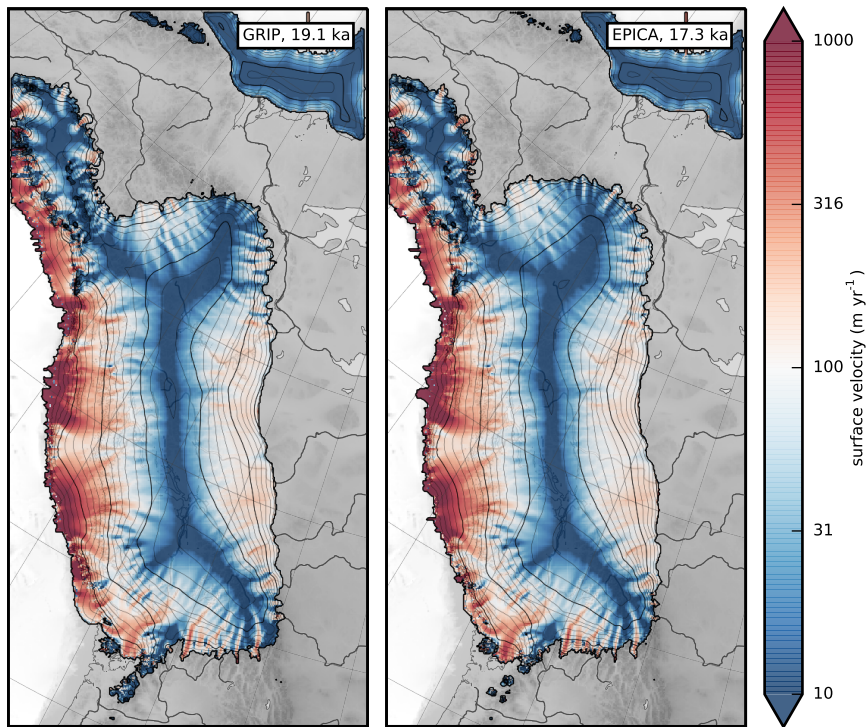 GRIP, 19.1 ka
EPICA, 17.3 ka
1000
316
100
31
10
surface velocity (m yr⁻¹)